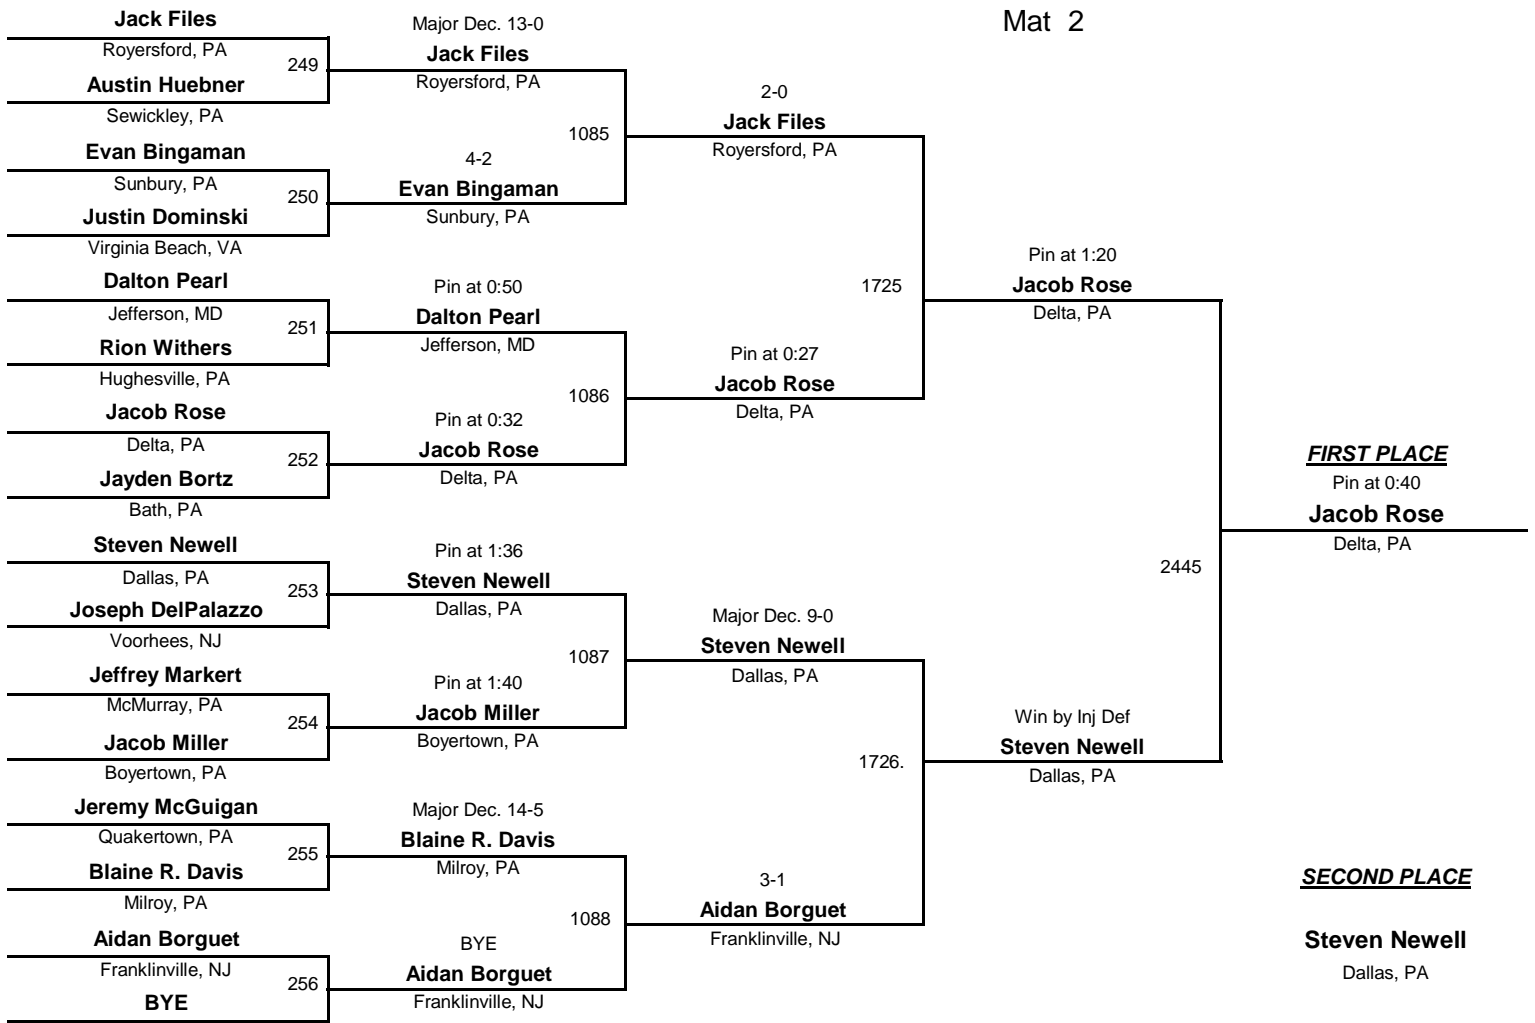 Mat 2
Jack Files
Royersford, PA
249
Austin Huebner
Sewickley, PA
Evan Bingaman
Sunbury, PA
250
Justin Dominski
Virginia Beach, VA
Dalton Pearl
Jefferson, MD
251
Rion Withers
Hughesville, PA
Jacob Rose
Delta, PA
252
Jayden Bortz
Bath, PA
Steven Newell
Dallas, PA
253
Joseph DelPalazzo
Voorhees, NJ
Jeffrey Markert
McMurray, PA
254
Jacob Miller
Boyertown, PA
Jeremy McGuigan
Quakertown, PA
255
Blaine R. Davis
Milroy, PA
Aidan Borguet
Franklinville, NJ
256
BYE
Major Dec. 13-0
Jack Files
Royersford, PA
1085
4-2
Evan Bingaman
Sunbury, PA
Pin at 0:50
Dalton Pearl
Jefferson, MD
1086
Pin at 0:32
Jacob Rose
Delta, PA
Pin at 1:36
Steven Newell
Dallas, PA
1087
Pin at 1:40
Jacob Miller
Boyertown, PA
Major Dec. 14-5
Blaine R. Davis
Milroy, PA
1088
BYE
Aidan Borguet
Franklinville, NJ
2-0
Jack Files
Royersford, PA
1725
Pin at 0:27
Jacob Rose
Delta, PA
Major Dec. 9-0
Steven Newell
Dallas, PA
1726.
3-1
Aidan Borguet
Franklinville, NJ
Pin at 1:20
Jacob Rose
Delta, PA
2445
Win by Inj Def
Steven Newell
Dallas, PA
FIRST PLACE
Pin at 0:40
Jacob Rose
Delta, PA
SECOND PLACE
Steven Newell
Dallas, PA